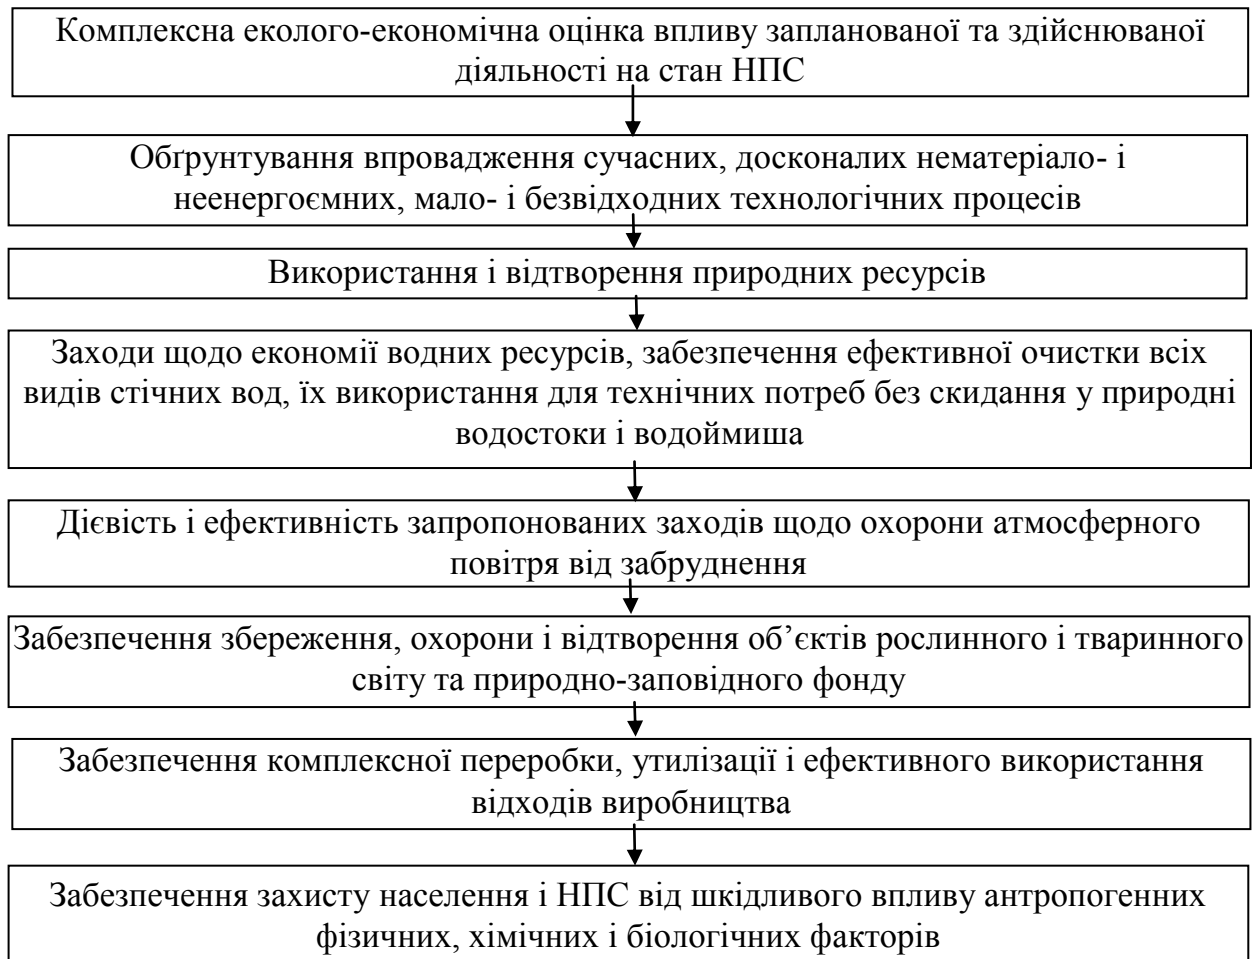 Комплексна еколого-економічна оцінка впливу запланованої та здійснюваної
діяльності на стан НПС
Обґрунтування впровадження сучасних, досконалих нематеріало- і
неенергоємних, мало- і безвідходних технологічних процесів
Використання і відтворення природних ресурсів
Заходи щодо економії водних ресурсів, забезпечення ефективної очистки всіх
видів стічних вод, їх використання для технічних потреб без скидання у природні
водостоки і водоймиша
Дієвість і ефективність запропонованих заходів щодо охорони атмосферного
повітря від забруднення
Забезпечення збереження, охорони і відтворення об’єктів рослинного і тваринного
світу та природно-заповідного фонду
Забезпечення комплексної переробки, утилізації і ефективного використання
відходів виробництва
Забезпечення захисту населення і НПС від шкідливого впливу антропогенних
фізичних, хімічних і біологічних факторів